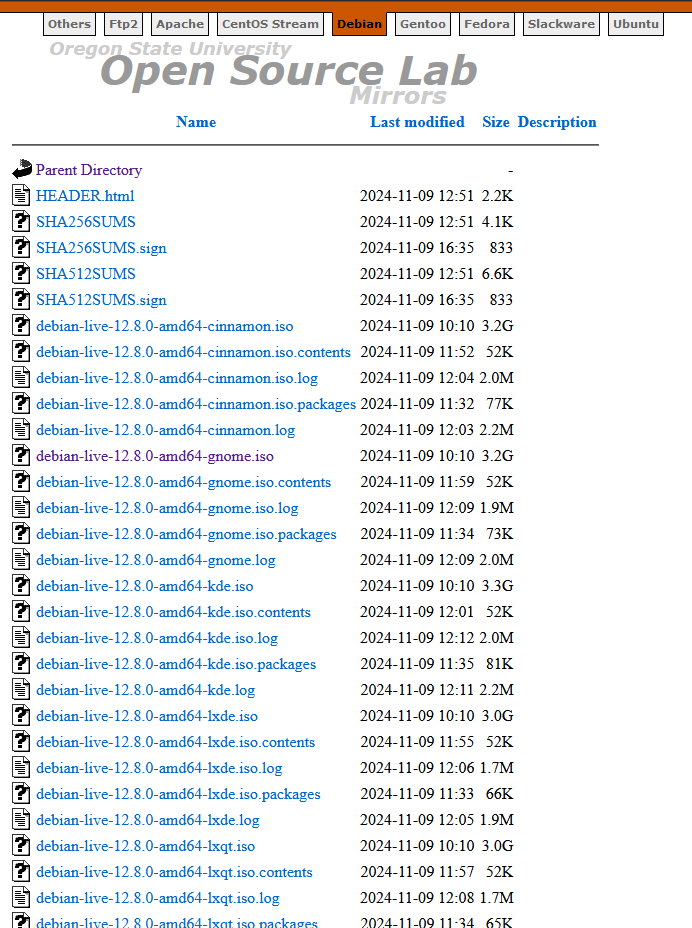 Others Ftp2 Apache CentOS Stream Debian Gentoo Fedora Slackware Ubuntu
Oregon State University
Open Source Lab
Mirrors
Name Last modified Size Description
Parent Directory -
HEADER.html 2024-11-09 12:51 2.2K
SHA256SUMS 2024-11-09 12:51 4.1K
SHA256SUMS.sign 2024-11-09 16:35 833
SHA512SUMS 2024-11-09 12:51 6.6K
SHA512SUMS.sign 2024-11-09 16:35 833
debian-live-12.8.0-amd64-cinnamon.iso 2024-11-09 10:10 3.2G
debian-live-12.8.0-amd64-cinnamon.iso.contents 2024-11-09 11:52 52K
debian-live-12.8.0-amd64-cinnamon.iso.log 2024-11-09 12:04 2.0M
debian-live-12.8.0-amd64-cinnamon.iso.packages 2024-11-09 11:32 77K
debian-live-12.8.0-amd64-cinnamon.log 2024-11-09 12:03 2.2M
debian-live-12.8.0-amd64-gnome.iso 2024-11-09 10:10 3.2G
debian-live-12.8.0-amd64-gnome.iso.contents 2024-11-09 11:59 52K
debian-live-12.8.0-amd64-gnome.iso.log 2024-11-09 12:09 1.9M
debian-live-12.8.0-amd64-gnome.iso.packages 2024-11-09 11:34 73K
debian-live-12.8.0-amd64-gnome.log 2024-11-09 12:09 2.0M
debian-live-12.8.0-amd64-kde.iso 2024-11-09 10:10 3.3G
debian-live-12.8.0-amd64-kde.iso.contents 2024-11-09 12:01 52K
debian-live-12.8.0-amd64-kde.iso.log 2024-11-09 12:12 2.0M
debian-live-12.8.0-amd64-kde.iso.packages 2024-11-09 11:35 81K
debian-live-12.8.0-amd64-kde.log 2024-11-09 12:11 2.2M
debian-live-12.8.0-amd64-lxde.iso 2024-11-09 10:10 3.0G
debian-live-12.8.0-amd64-lxde.iso.contents 2024-11-09 11:55 52K
debian-live-12.8.0-amd64-lxde.iso.log 2024-11-09 12:06 1.7M
debian-live-12.8.0-amd64-lxde.iso.packages 2024-11-09 11:33 66K
debian-live-12.8.0-amd64-lxde.log 2024-11-09 12:05 1.9M
debian-live-12.8.0-amd64-lxqt.iso 2024-11-09 10:10 3.0G
debian-live-12.8.0-amd64-lxqt.iso.contents 2024-11-09 11:57 52K
debian-live-12.8.0-amd64-lxqt.iso.log 2024-11-09 12:08 1.7M
debian-live-12.8.0-amd64-lxqt.iso.packages 2024-11-09 11:34 65K